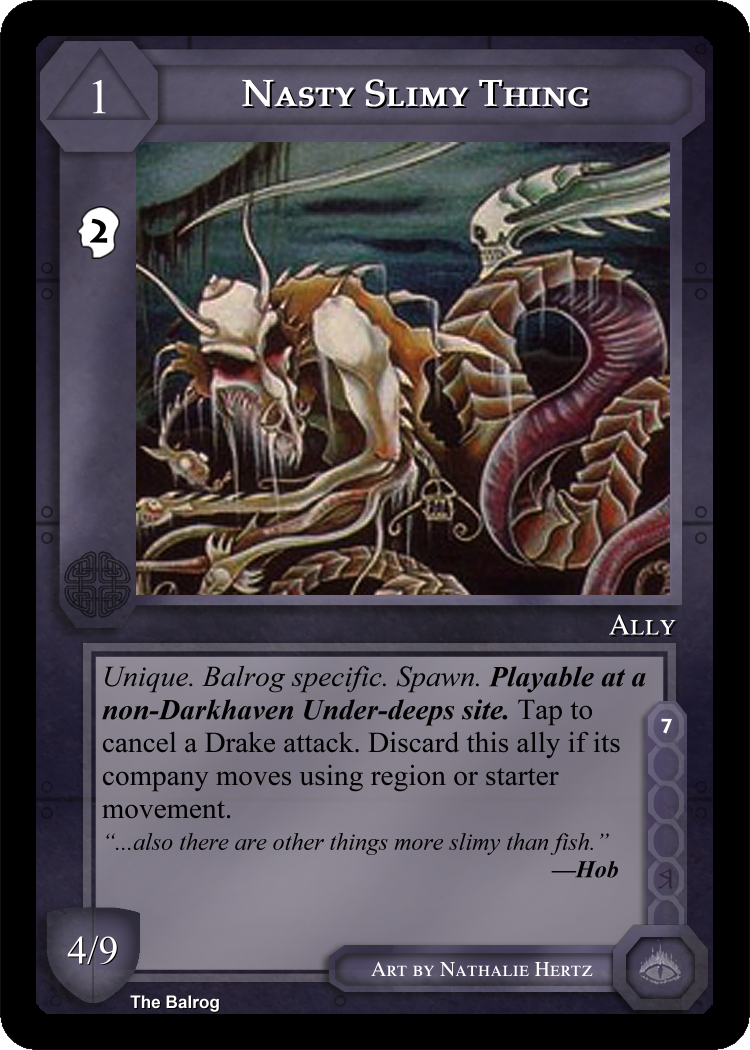 1
Nasty Slimy Thing
2
Ally
Unique. Balrog specific. Spawn. Playable at a
non-Darkhaven Under-deeps site. Tap to
cancel a Drake attack. Discard this ally if its
company moves using region or starter
movement.
“...also there are other things more slimy than fish.”
—Hob
7
4/9
Art by Nathalie Hertz
The Balrog